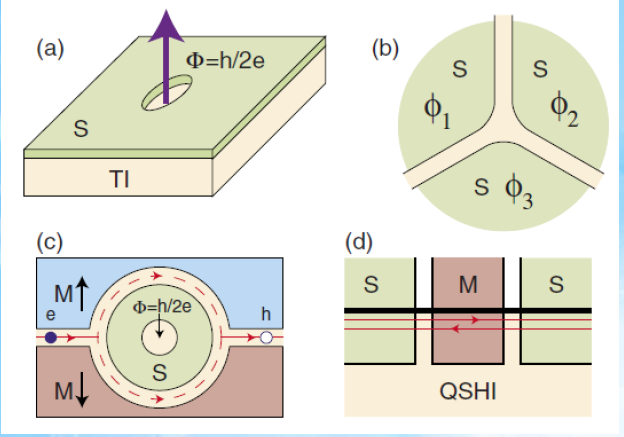 (a)
Φ=h/2e
S
TI
(b)
S
S
ϕ1
ϕ2
S ϕ3
(c)
M↑
e
Φ=h/2e
h
S
M↓
(d)
S
M
S
QSHI